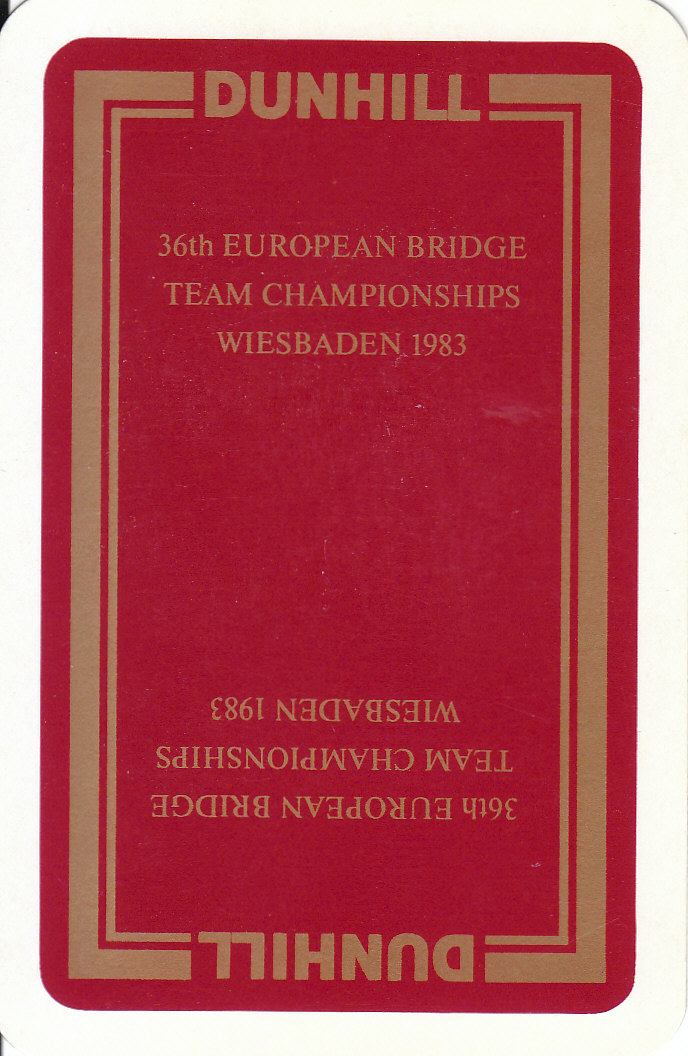 DUNHILL
36th EUROPEAN BRIDGE
TEAM CHAMPIONSHIPS
WIESBADEN 1983
WIESBADEN 1983
TEAM CHAMPIONSHIPS
36th EUROPEAN BRIDGE
DUNHILL